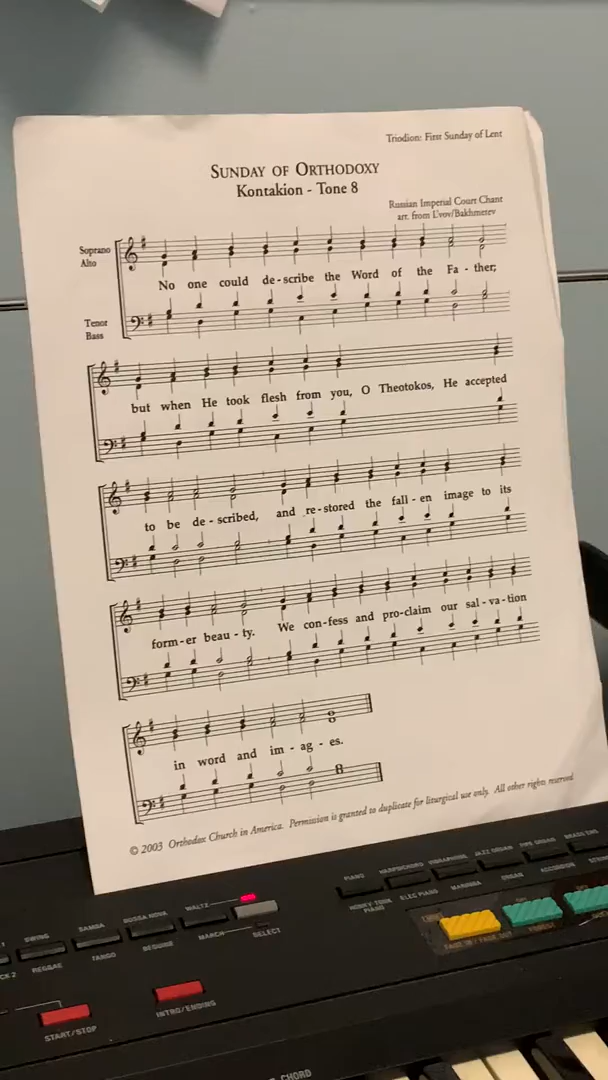 Triodion: First Sunday of Lent
SUNDAY OF ORTHODOXY
Kontakion - Tone 8
Russian Imperial Court Chant
arr. from L'vov/Bakhmetev
Soprano
Alto
No one could de-scribe the Word of the Fa - ther;
Tenor
Bass
but when He took flesh from you, O Theotokos, He accepted
to be de - scribed, and re-stored the fall - en image to its
form-er beau - ty. We con-fess and pro-claim our sal - va - tion
in word and im - ag - es.
© 2003 Orthodox Church in America. Permission is granted to duplicate for liturgical use only. All other rights reserved
PIANO HARPSICHORD VIBRAPHONE JAZZ ORGAN PIPE ORGAN BRASS ENS
HONKY TONK PIANO ELEC PIANO MARIMBA ORGAN ACCORDION
SWING SAMBA BOSSA NOVA WALTZ
REGGAE TANGO BEGUINE MARCH SELECT
START/STOP INTRO/ENDING
CHORD